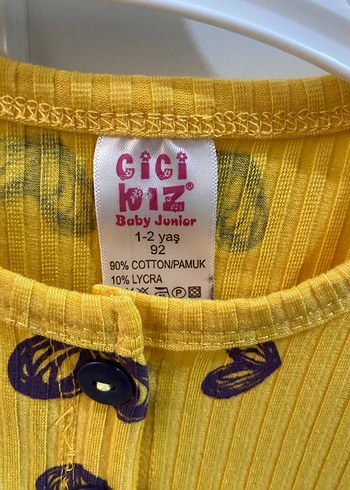 cici
kız®
Baby Junior
1-2 yaş
92
90% COTTON/PAMUK
10% LYCRA